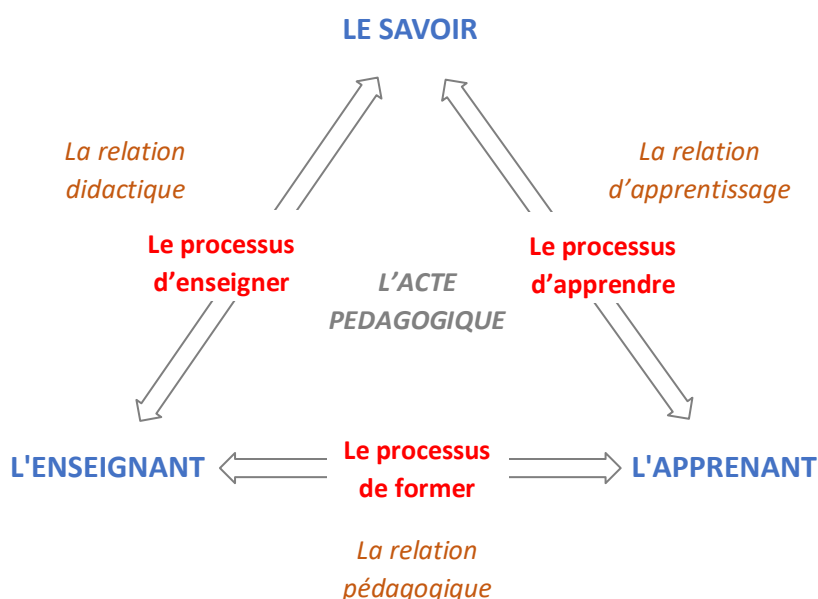 LE SAVOIR
La relation
didactique
La relation
d’apprentissage
Le processus
d’enseigner
L’ACTE
PEDAGOGIQUE
Le processus
d’apprendre
L'ENSEIGNANT
Le processus
de former
L'APPRENANT
La relation
pédagogique